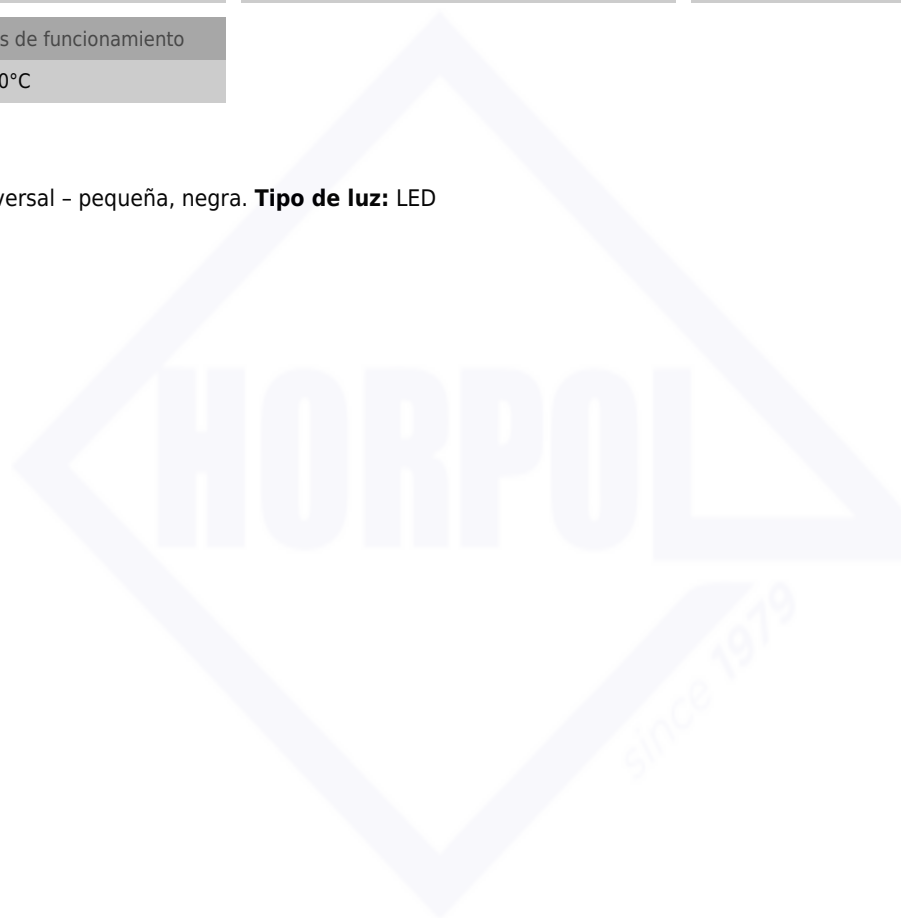 s de funcionamiento
0°C
versal – pequeña, negra. Tipo de luz: LED
HORPOL
since 1979